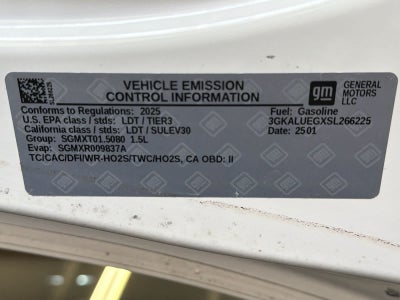 VEHICLE EMISSION
CONTROL INFORMATION
gm GENERAL MOTORS LLC
Conforms to Regulations: 2025
Fuel: Gasoline
U.S. EPA class / stds: LDT / TIER3
3GKALUEGXSL266225
California class / stds: LDT / SULEV30
Date: 2501
Group: SGMXT01.5080 1.5L
Evap: SGMXR009837A
TC/CAC/DFI/WR-HO2S/TWC/HO2S, CA OBD: II